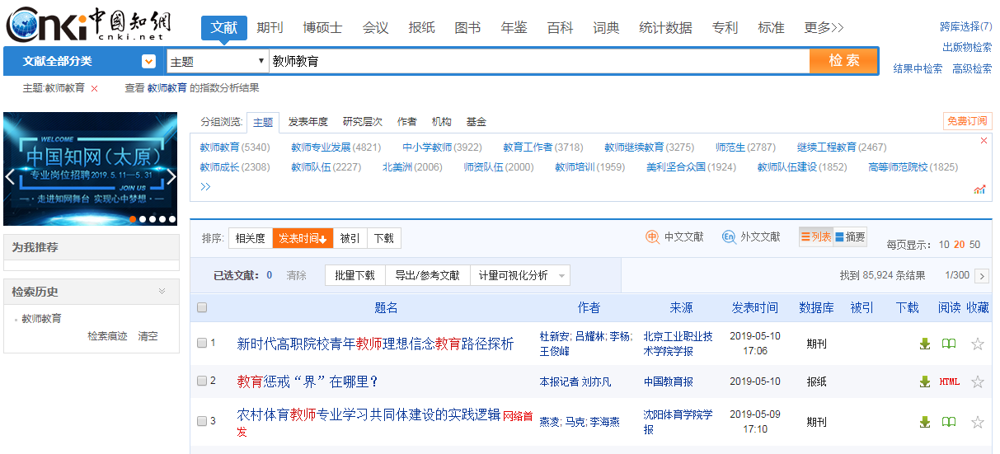 Cnki 中國知網
cnki.net
文献 期刊 博硕士 会议 报纸 图书 年鉴 百科 词典 统计数据 专利 标准 更多>>
跨库选择(7)
出版物检索
文献全部分类 主题 教师教育 检索
结果中检索 高级检索
主题:教师教育 × 查看 教师教育 的指数分析结果
WELCOME
中国知网(太原)
专业岗位招聘2019.5.11—5.31
JOIN US
走进知网舞台 实现心中梦想
分组浏览: 主题 发表年度 研究层次 作者 机构 基金 免费订阅
教师教育(5340) 教师专业发展(4821) 中小学教师(3922) 教育工作者(3718) 教师继续教育(3275) 师范生(2787) 继续工程教育(2467)
教师成长(2308) 教师队伍(2227) 北美洲(2006) 师资队伍(2000) 教师培训(1959) 美利坚合众国(1924) 教师队伍建设(1852) 高等师范院校(1825)
>>
为我推荐
检索历史
教师教育
检索痕迹 清空
排序: 相关度 发表时间↓ 被引 下载 中 中文文献 En 外文文献 列表 摘要 每页显示: 10 20 50
已选文献: 0 清除 批量下载 导出/参考文献 计量可视化分析 找到 85,924 条结果 1/300 >
题名 作者 来源 发表时间 数据库 被引 下载 阅读 收藏
1 新时代高职院校青年教师理想信念教育路径探析 杜新安; 吕耀林; 李杨; 王俊峰 北京工业职业技术学院学报 2019-05-10 17:06 期刊
2 教育惩戒“界”在哪里？ 本报记者 刘亦凡 中国教育报 2019-05-10 报纸 HTML
3 农村体育教师专业学习共同体建设的实践逻辑 网络首发 燕凌; 马克; 李海燕 沈阳体育学院学报 2019-05-09 17:10 期刊